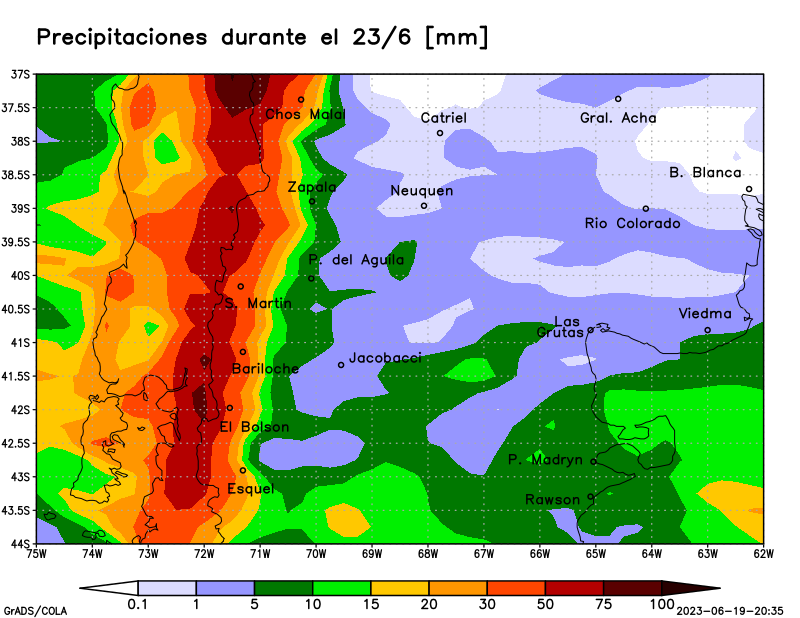 Precipitaciones durante el 23/6 [mm]
37S
37.5S
38S
38.5S
39S
39.5S
40S
40.5S
41S
41.5S
42S
42.5S
43S
43.5S
44S
Chos Malal
Catriel
Gral. Acha
B. Blanca
Zapala
Neuquen
Rio Colorado
P. del Aguila
S. Martin
Viedma
Las
Grutas
Bariloche
Jacobacci
El Bolson
P. Madryn
Esquel
Rawson
75W 74W 73W 72W 71W 70W 69W 68W 67W 66W 65W 64W 63W 62W
0.1 1 5 10 15 20 30 50 75 100
GrADS/COLA
2023-06-19-20:35